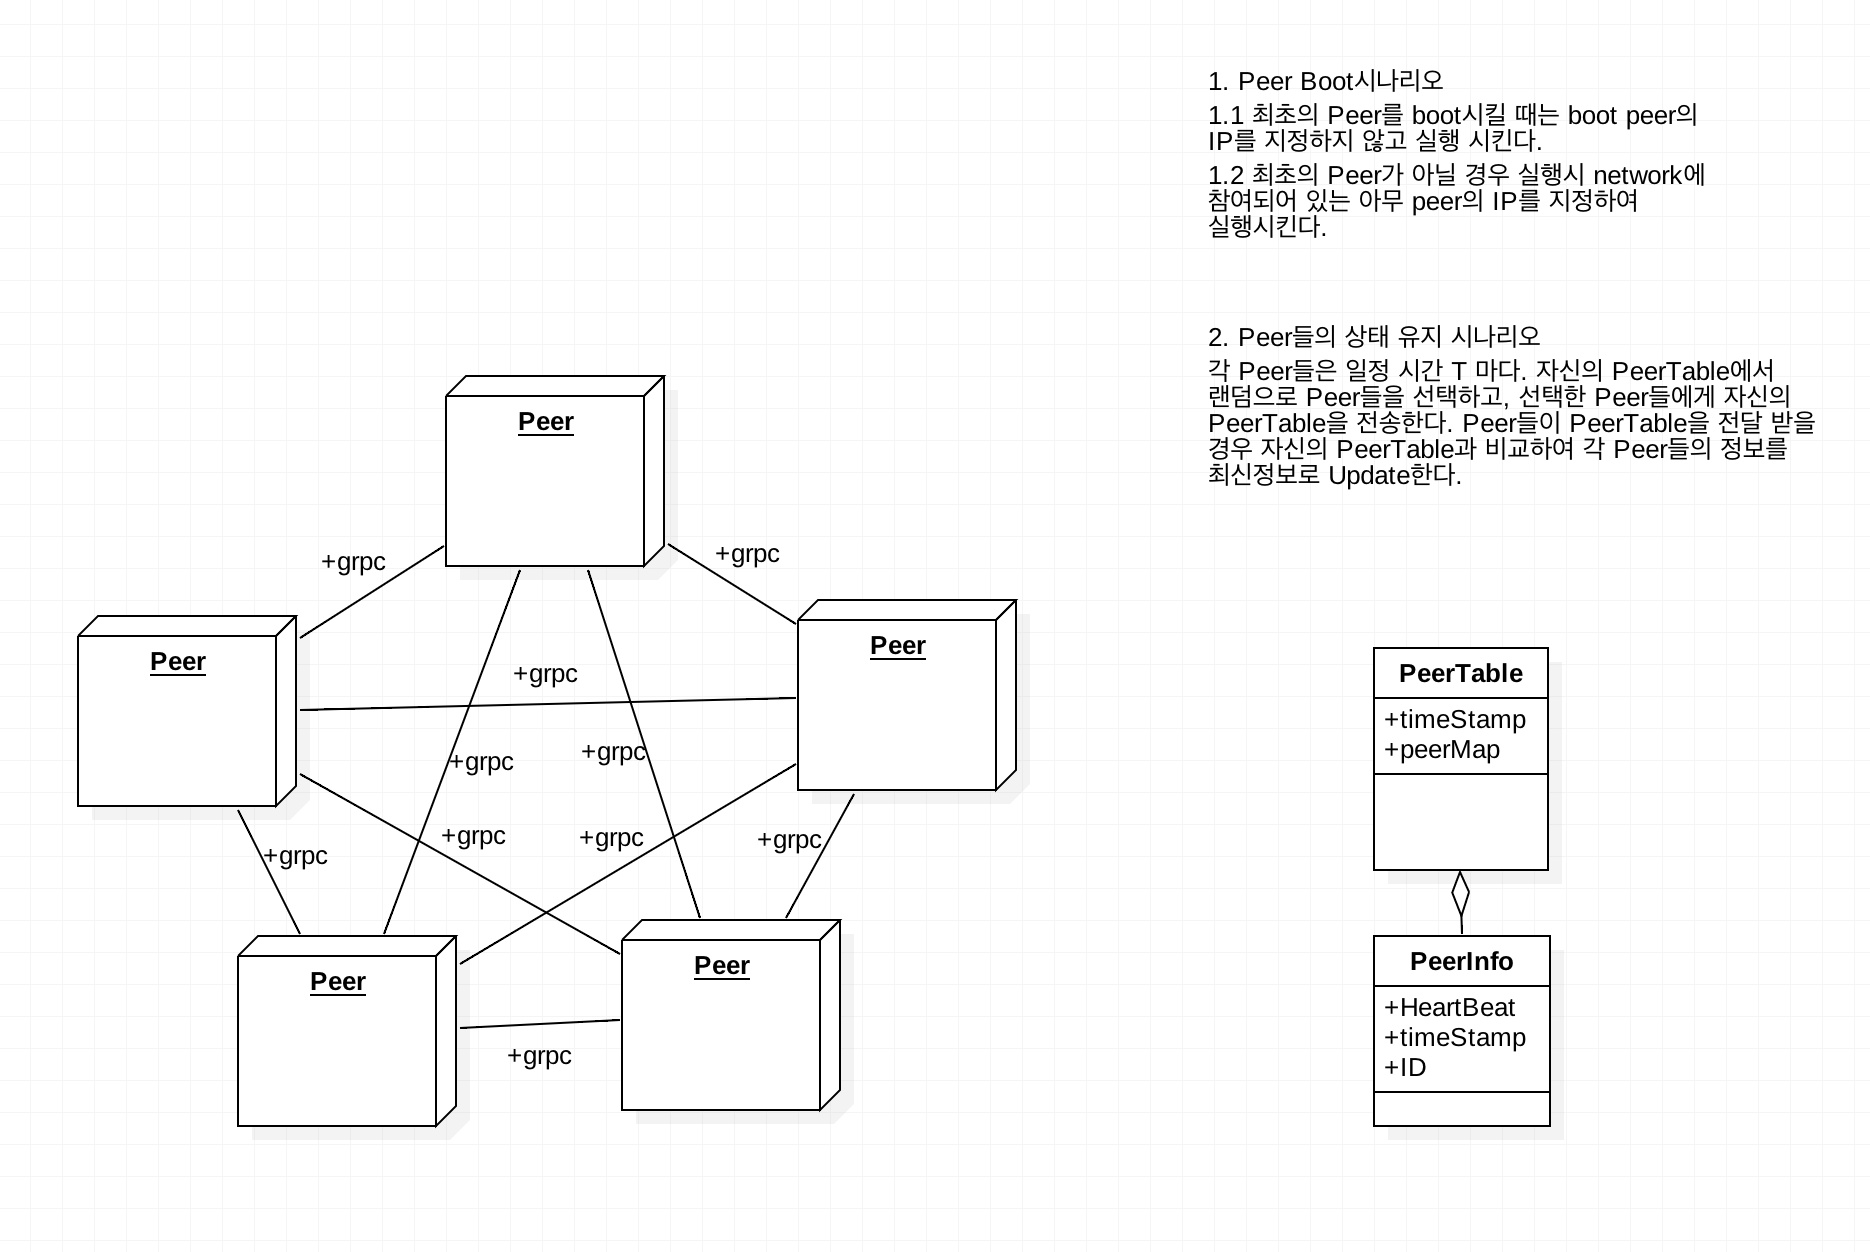 1. Peer Boot시나리오
1.1 최초의 Peer를 boot시킬 때는 boot peer의
IP를 지정하지 않고 실행 시킨다.
1.2 최초의 Peer가 아닐 경우 실행시 network에
참여되어 있는 아무 peer의 IP를 지정하여
실행시킨다.
2. Peer들의 상태 유지 시나리오
각 Peer들은 일정 시간 T 마다. 자신의 PeerTable에서
랜덤으로 Peer들을 선택하고, 선택한 Peer들에게 자신의
PeerTable을 전송한다. Peer들이 PeerTable을 전달 받을
경우 자신의 PeerTable과 비교하여 각 Peer들의 정보를
최신정보로 Update한다.
Peer
+grpc
+grpc
Peer
Peer
+grpc
+grpc
+grpc
+grpc
+grpc
+grpc
+grpc
Peer
Peer
+grpc
PeerTable
+timeStamp
+peerMap
PeerInfo
+HeartBeat
+timeStamp
+ID